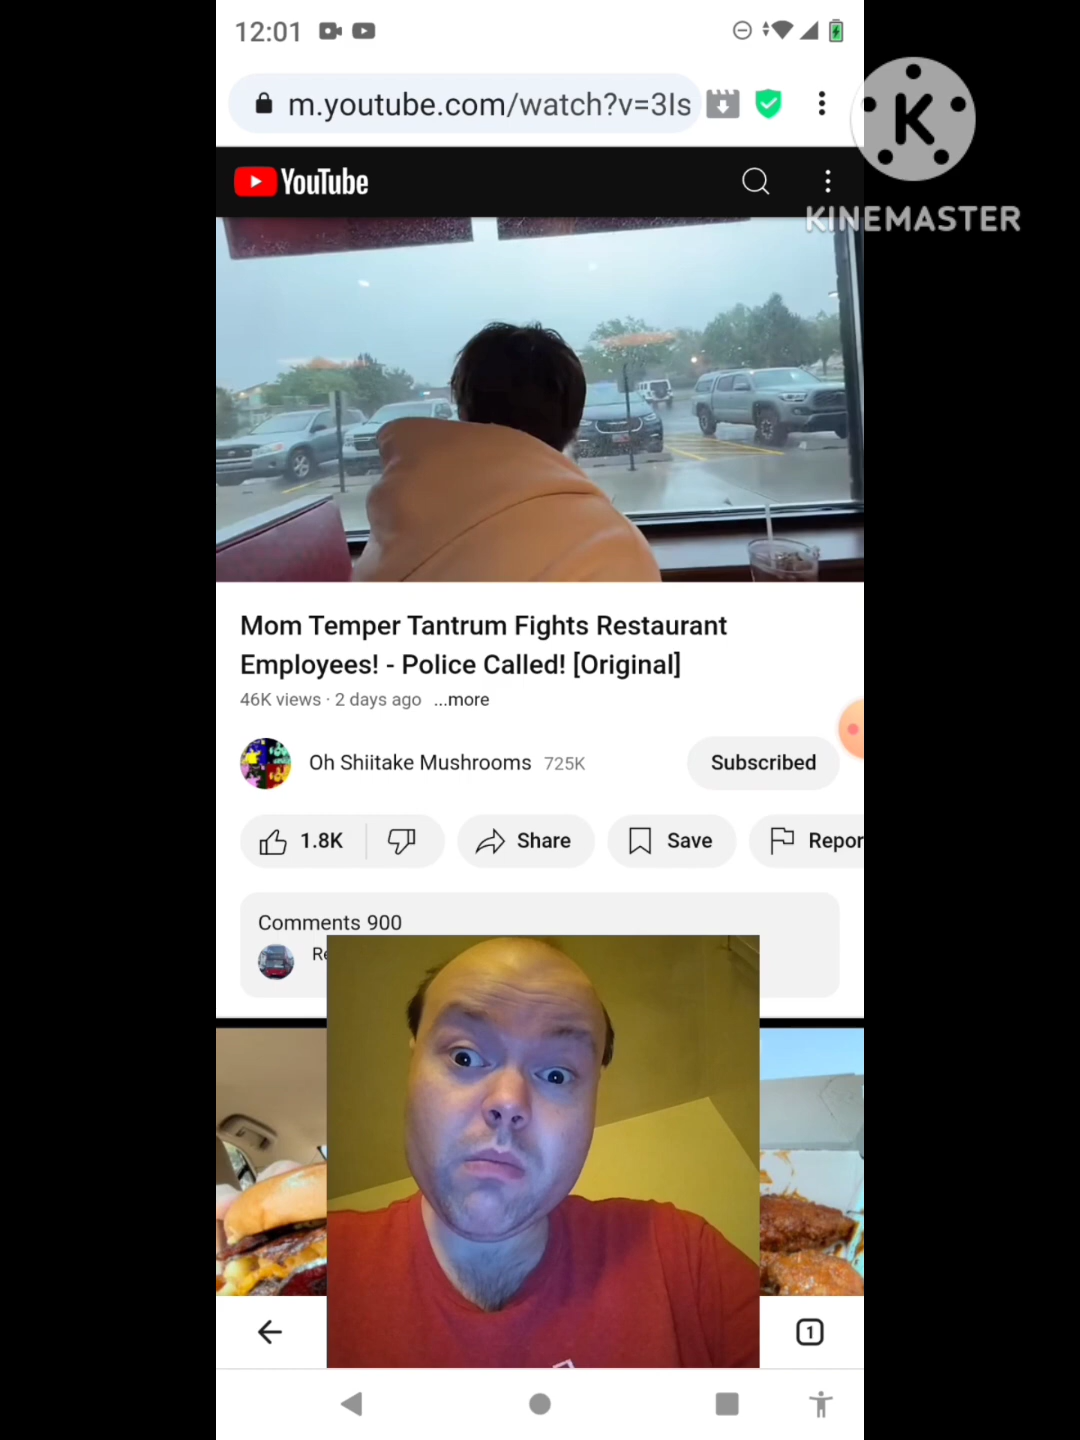 12:01
m.youtube.com/watch?v=3Is
K
KINEMASTER
YouTube
Mom Temper Tantrum Fights Restaurant
Employees! - Police Called! [Original]
46K views · 2 days ago ...more
Oh Shiitake Mushrooms 725K
Subscribed
1.8K
Share
Save
Repor
Comments 900
Re
1